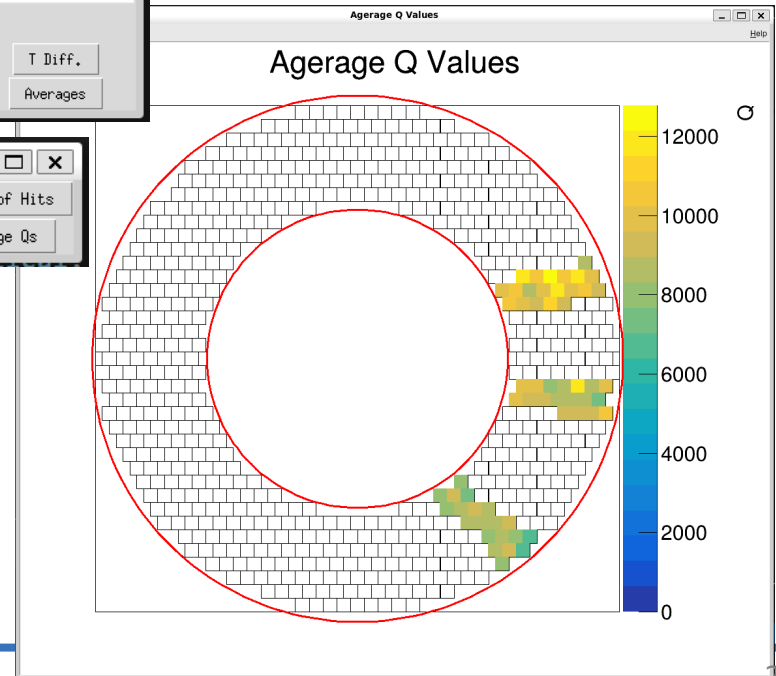 Agerage Q Values
Help
T Diff.
Averages
of Hits
ge Qs
Agerage Q Values
Q
12000
10000
8000
6000
4000
2000
0